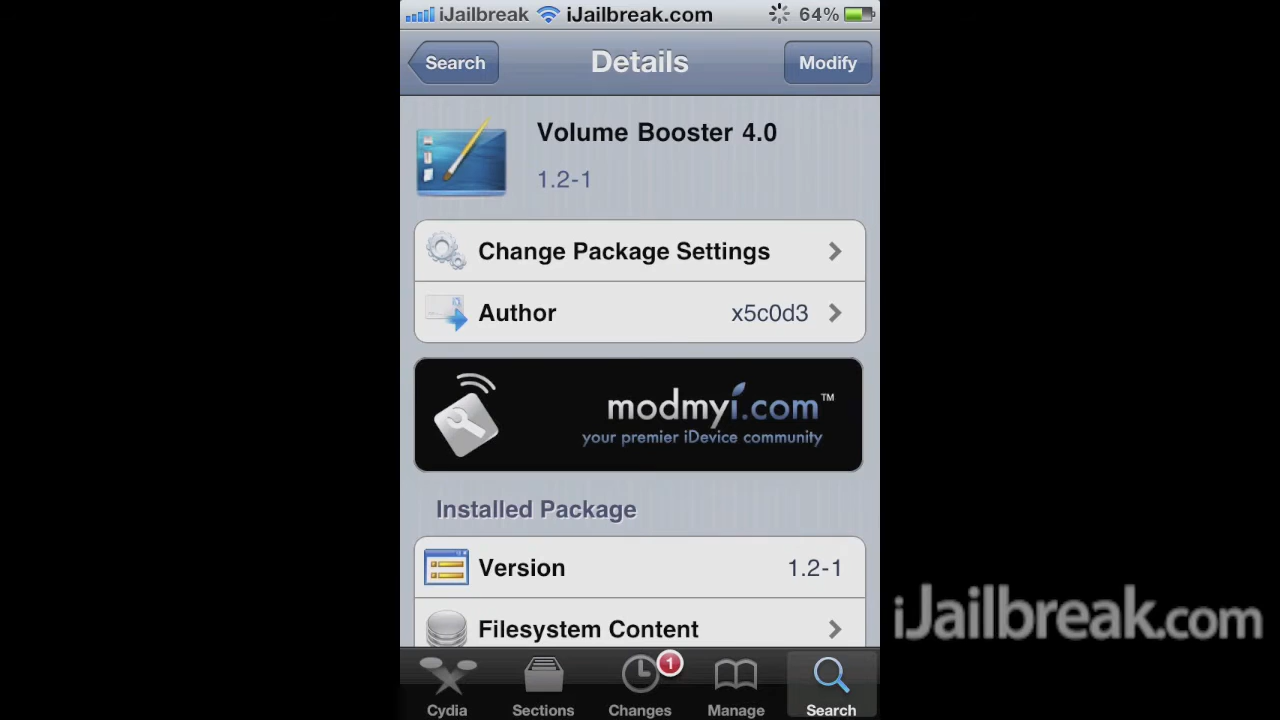 iJailbreak iJailbreak.com 64%
Search Details Modify
Volume Booster 4.0
1.2-1
Change Package Settings
Author x5c0d3
modmyi.com™
your premier iDevice community
Installed Package
Version 1.2-1
Filesystem Content
iJailbreak.com
1
Cydia Sections Changes Manage Search